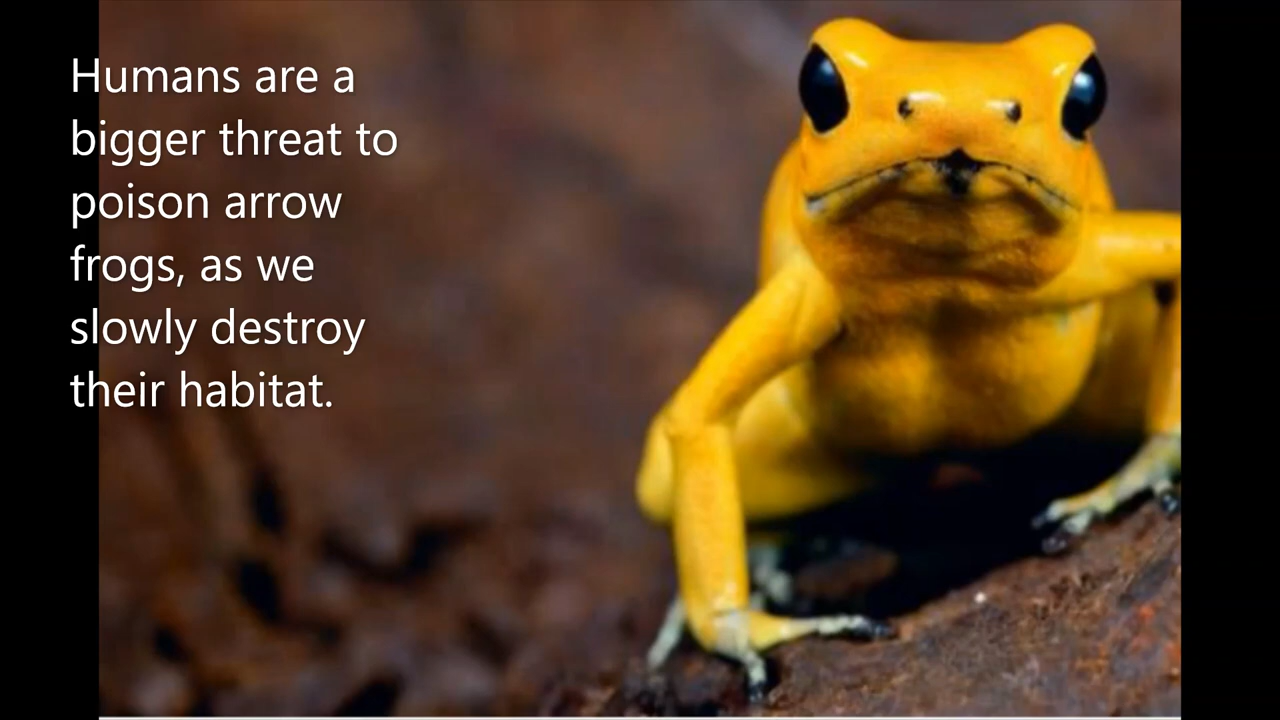 Humans are a
bigger threat to
poison arrow
frogs, as we
slowly destroy
their habitat.